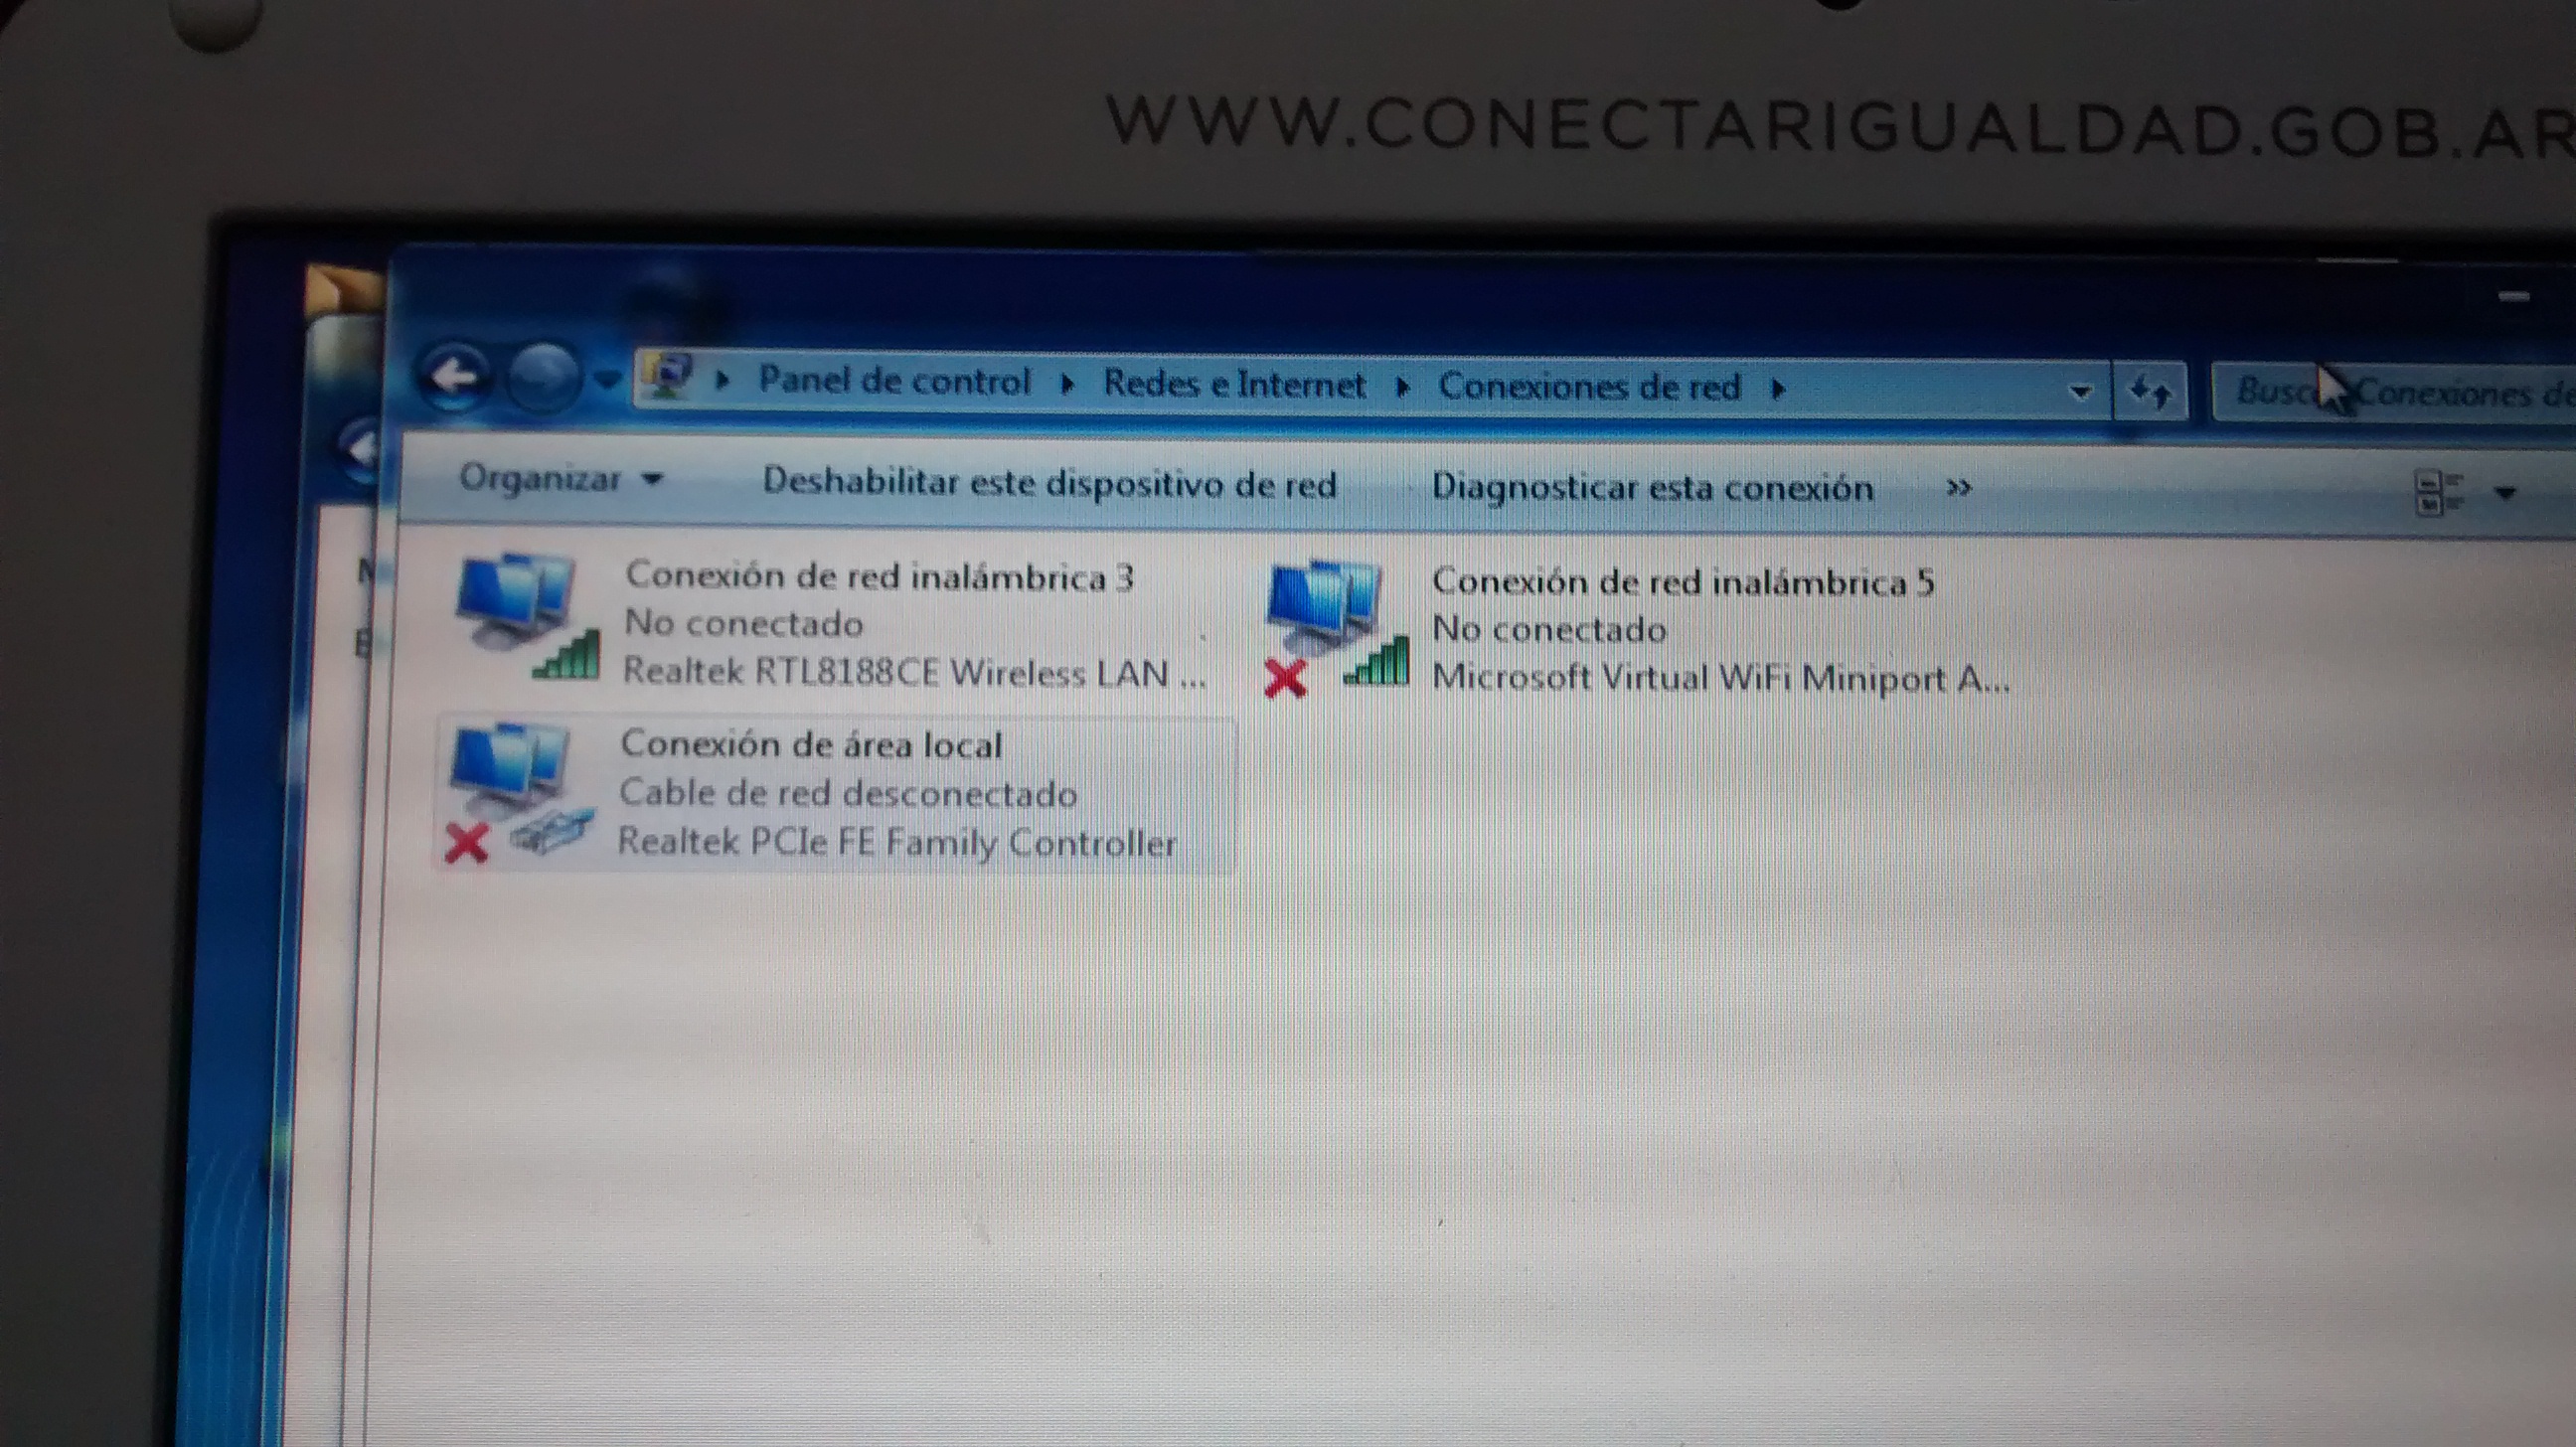 WWW.CONECTARIGUALDAD.GOB.AR
Panel de control Redes e Internet Conexiones de red
Conexiones de
Organizar Deshabilitar este dispositivo de red Diagnosticar esta conexión »
Conexión de red inalámbrica 3
No conectado
Realtek RTL8188CE Wireless LAN ...
Conexión de red inalámbrica 5
No conectado
Microsoft Virtual WiFi Miniport A...
Conexión de área local
Cable de red desconectado
Realtek PCIe FE Family Controller